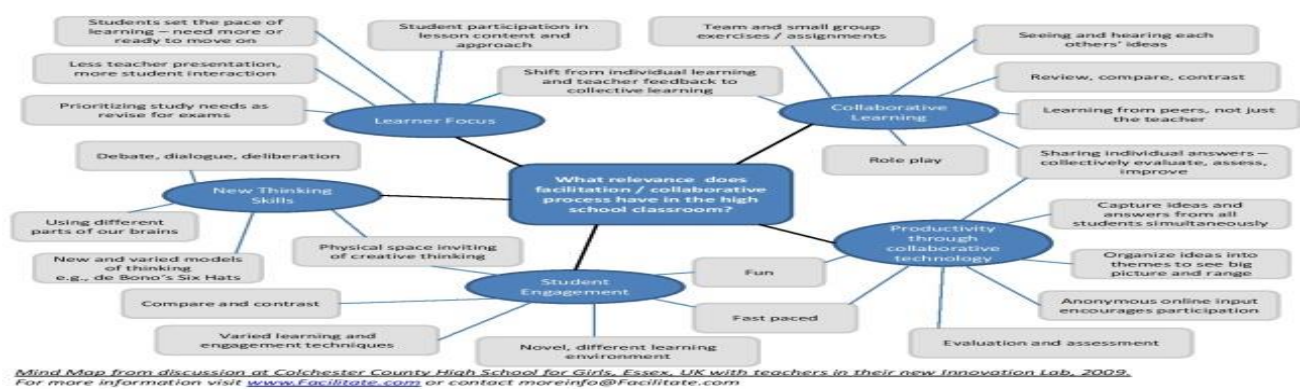 Students set the pace of
learning – need more or
ready to move on
Student participation in
lesson content and
approach
Team and small group
exercises / assignments
Seeing and hearing each
others' ideas
Less teacher presentation,
more student interaction
Shift from individual learning
and teacher feedback to
collective learning
Review, compare, contrast
Prioritizing study needs as
revise for exams
Learner Focus
Collaborative
Learning
Learning from peers, not just
the teacher
Debate, dialogue, deliberation
Role play
Sharing individual answers –
collectively evaluate, assess,
improve
What relevance does
facilitation / collaborative
process have in the high
school classroom?
New Thinking
Skills
Using different
parts of our brains
Capture ideas and
answers from all
students simultaneously
Productivity
through
collaborative
technology
Physical space inviting
of creative thinking
New and varied models
of thinking
e.g., de Bono's Six Hats
Fun
Organize ideas into
themes to see big
picture and range
Student
Engagement
Compare and contrast
Fast paced
Anonymous online input
encourages participation
Varied learning and
engagement techniques
Novel, different learning
environment
Evaluation and assessment
Mind Map from discussion at Colchester County High School for Girls, Essex, UK with teachers in their new Innovation Lab, 2009.
For more information visit www.Facilitate.com or contact moreinfo@Facilitate.com